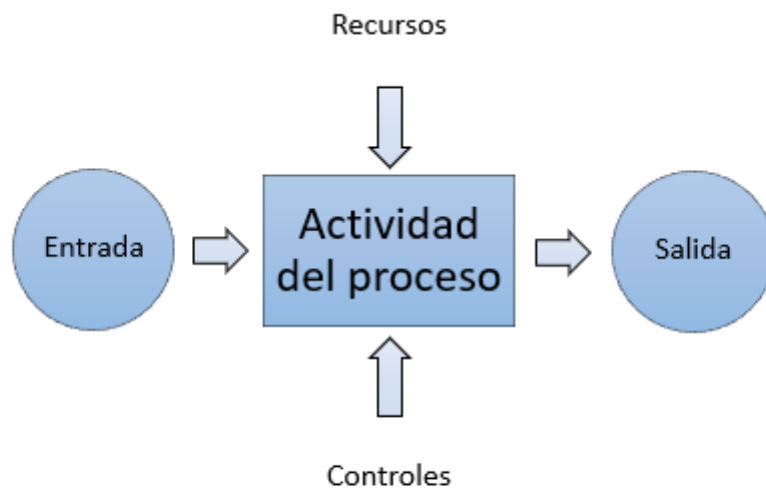 Recursos
Entrada
Actividad
del proceso
Salida
Controles